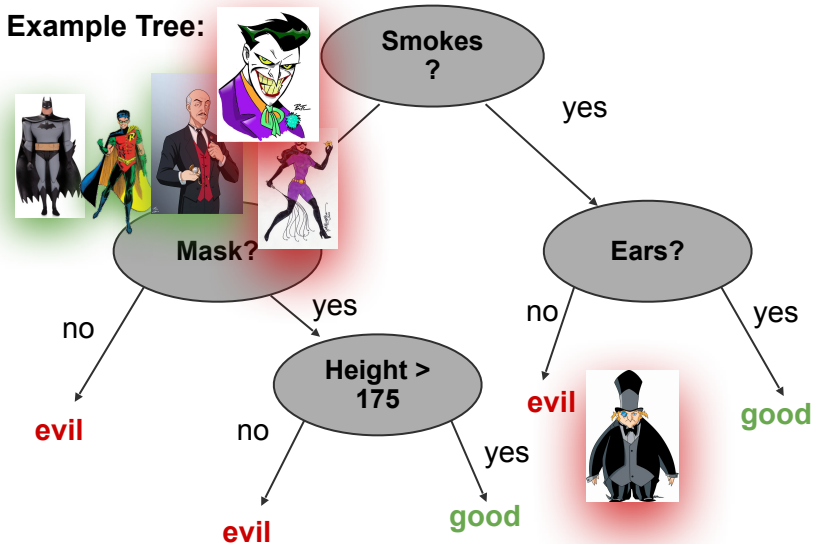 Example Tree:
Smokes
?
yes
Mask?
Ears?
no
yes
no
yes
Height >
175
evil
evil
good
no
yes
evil
good